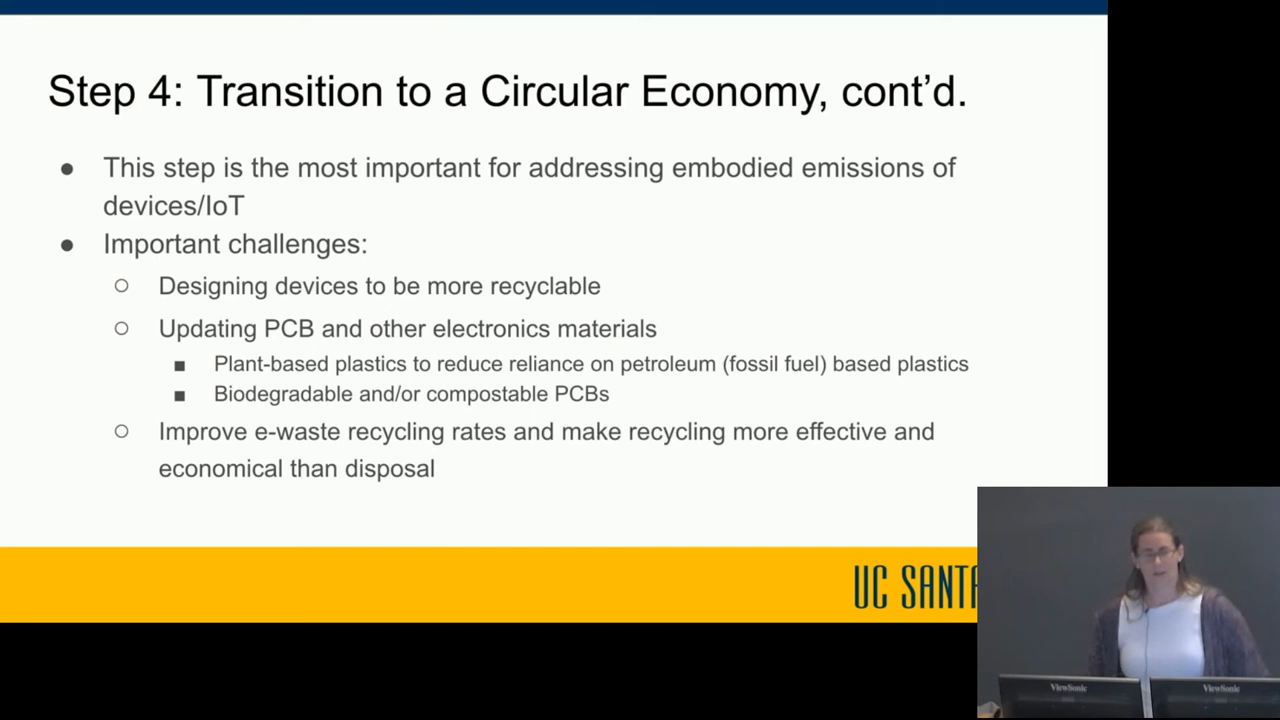 Step 4: Transition to a Circular Economy, cont’d.
● This step is the most important for addressing embodied emissions of
devices/IoT
● Important challenges:
○ Designing devices to be more recyclable
○ Updating PCB and other electronics materials
■ Plant-based plastics to reduce reliance on petroleum (fossil fuel) based plastics
■ Biodegradable and/or compostable PCBs
○ Improve e-waste recycling rates and make recycling more effective and
economical than disposal
UC SANTA
ViewSonic
ViewSonic